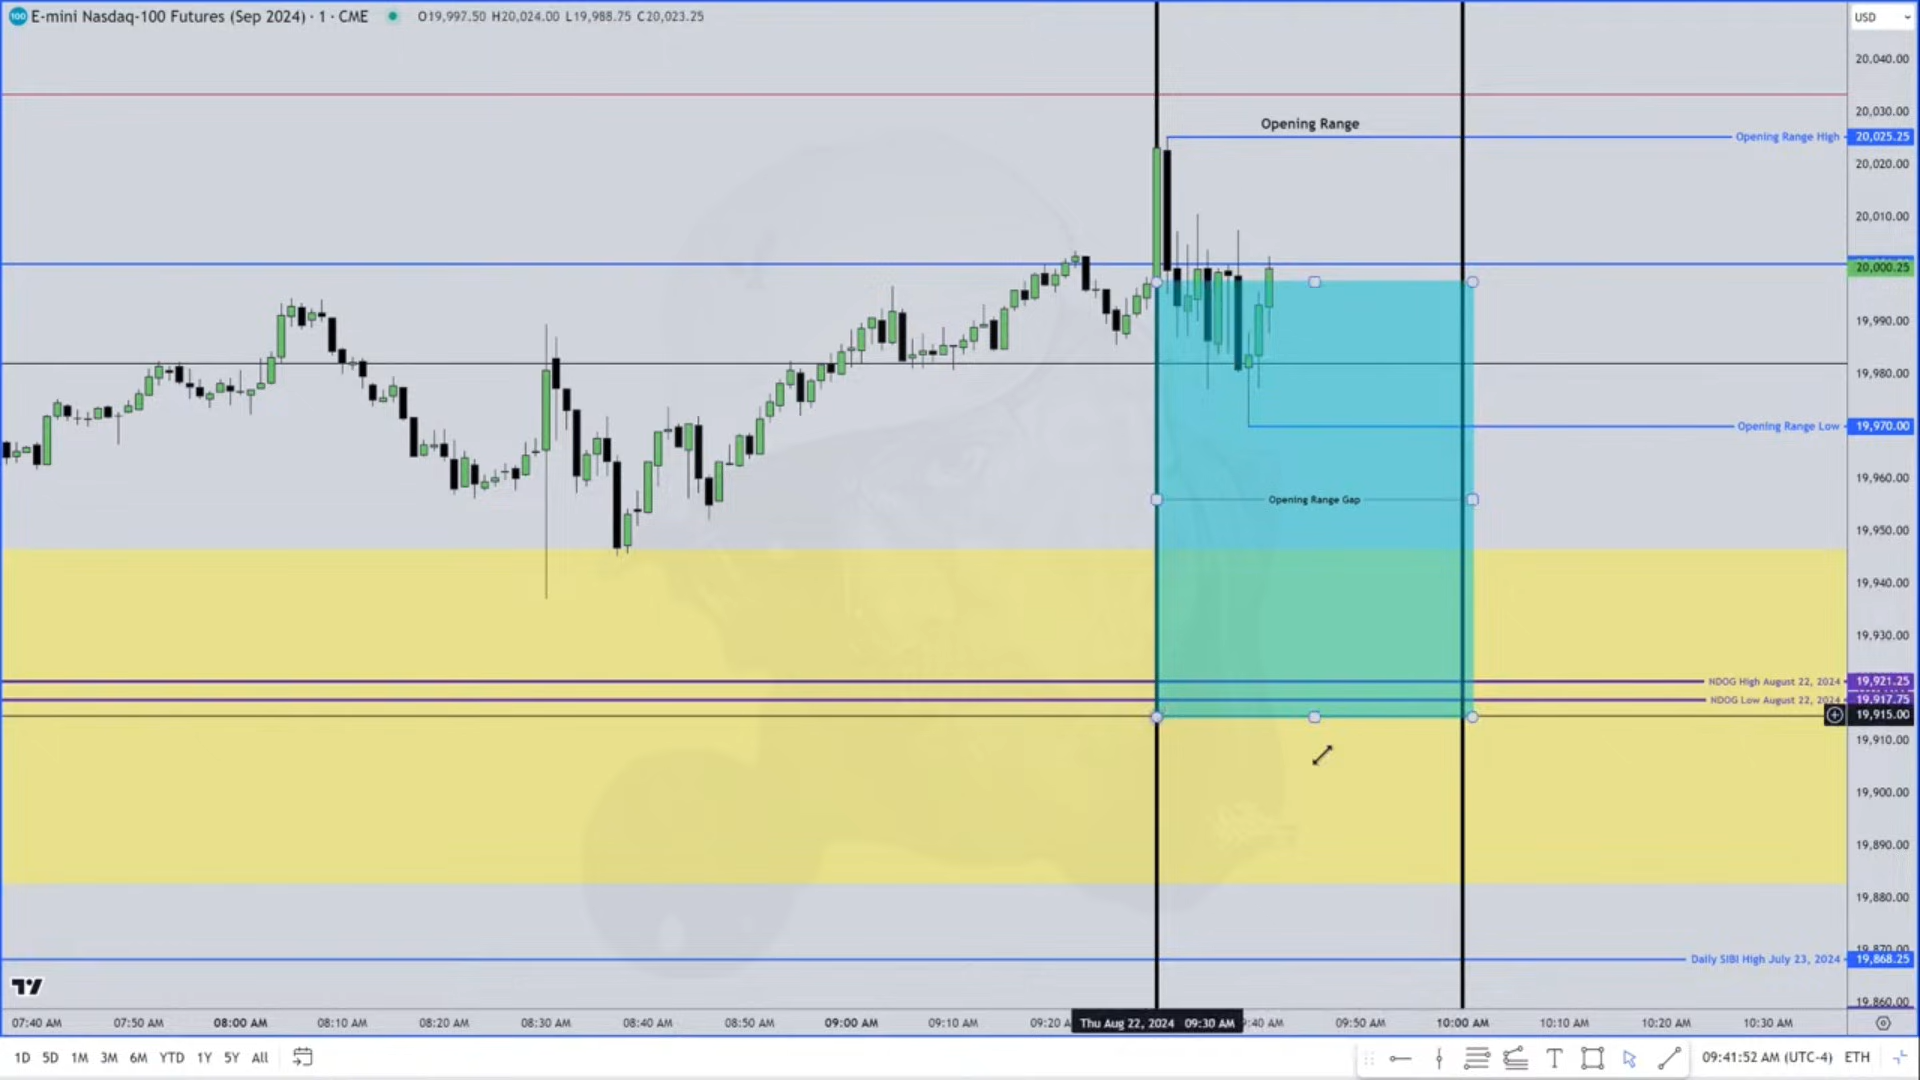 100 E-mini Nasdaq-100 Futures (Sep 2024) · 1 · CME O19,997.50 H20,024.00 L19,988.75 C20,023.25
USD
20,040.00
20,030.00
Opening Range
Opening Range High 20,025.25
20,020.00
20,010.00
20,000.25
19,990.00
19,980.00
Opening Range Low 19,970.00
19,960.00
Opening Range Gap
19,950.00
19,940.00
19,930.00
NDOG High August 22, 2024 19,921.25
NDOG Low August 22, 2024 19,917.75
19,915.00
19,910.00
19,900.00
19,890.00
19,880.00
19,870.00
Daily SIBI High July 23, 2024 19,868.25
19,860.00
07:40 AM 07:50 AM 08:00 AM 08:10 AM 08:20 AM 08:30 AM 08:40 AM 08:50 AM 09:00 AM 09:10 AM 09:20 A Thu Aug 22, 2024 09:30 AM 9:40 AM 09:50 AM 10:00 AM 10:10 AM 10:20 AM 10:30 AM
1D 5D 1M 3M 6M YTD 1Y 5Y All T 09:41:52 AM (UTC-4) ETH